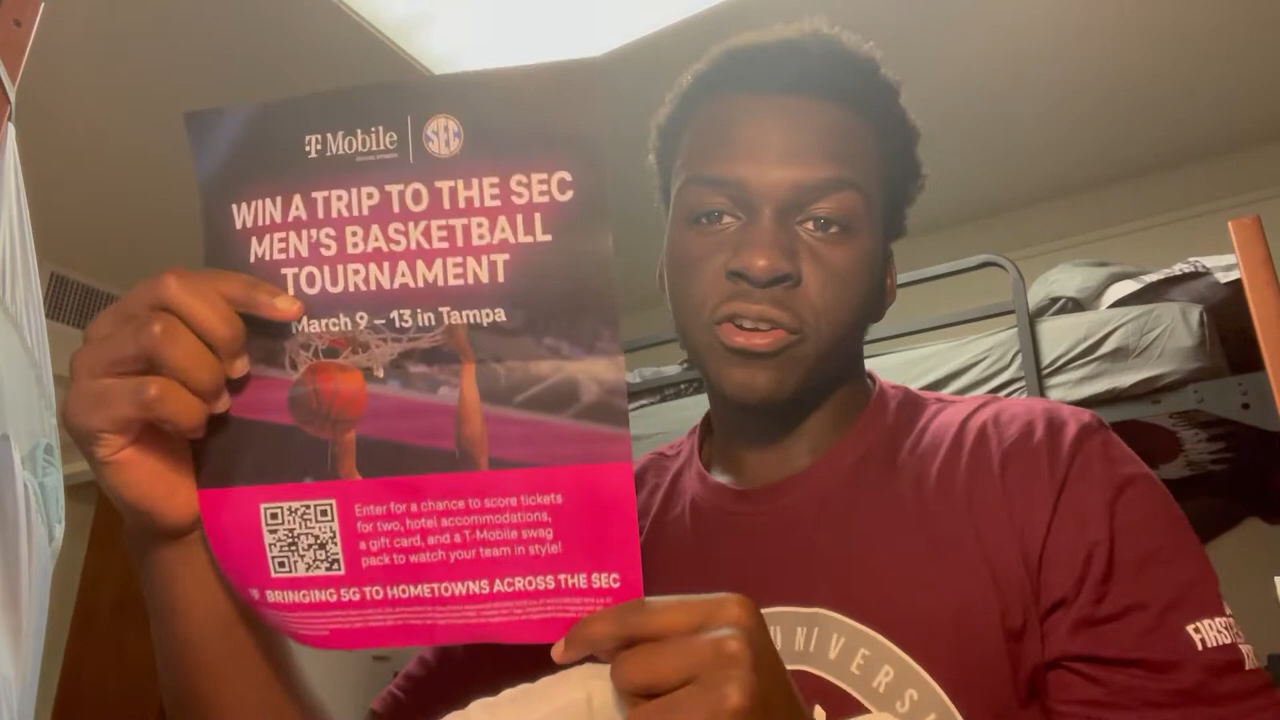 T Mobile SEC
WIN A TRIP TO THE SEC
MEN'S BASKETBALL
TOURNAMENT
March 9 – 13 in Tampa
Enter for a chance to score tickets
for two, hotel accommodations,
a gift card, and a T-Mobile swag
pack to watch your team in style!
BRINGING 5G TO HOMETOWNS ACROSS THE SEC
UNIVERSI
FIRST